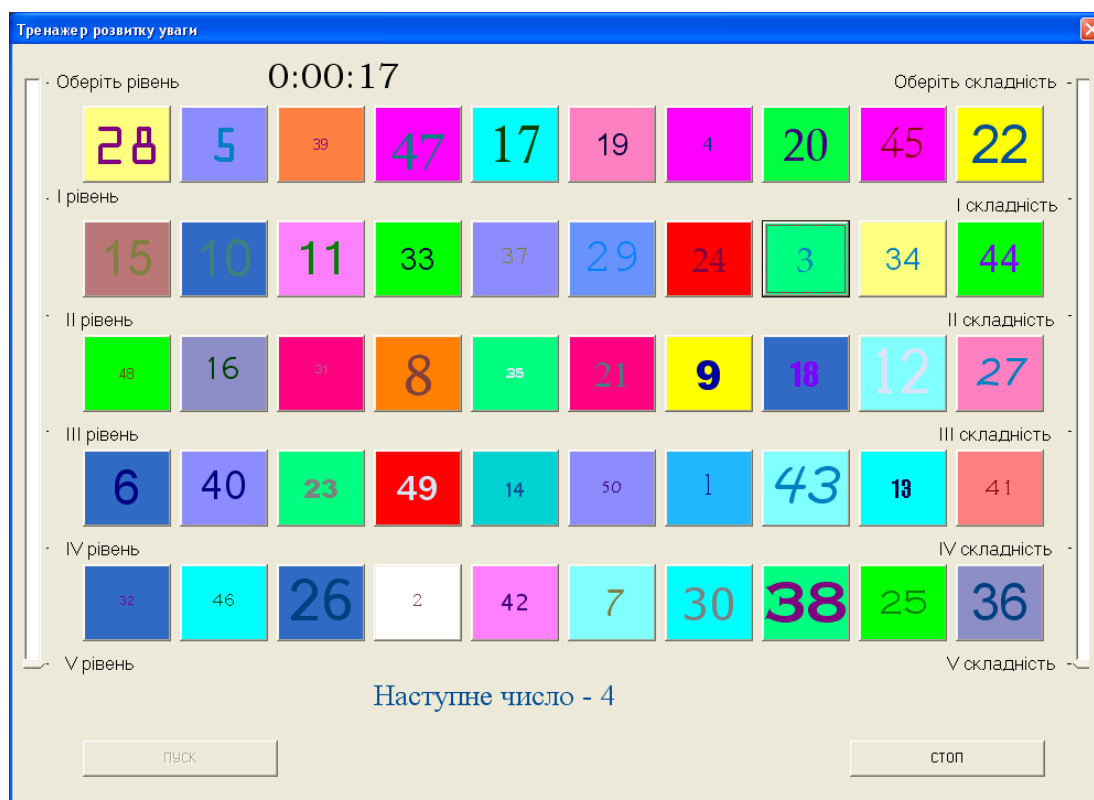 Тренажер розвитку уваги
Оберіть рівень 0:00:17 Оберіть складність
28 5 39 47 17 19 4 20 45 22
I рівень I складність
15 10 11 33 37 29 24 3 34 44
II рівень II складність
48 16 31 8 35 21 9 18 12 27
III рівень III складність
6 40 23 49 14 50 1 43 13 41
IV рівень IV складність
32 46 26 2 42 7 30 38 25 36
V рівень V складність
Наступне число - 4
ПУСК СТОП